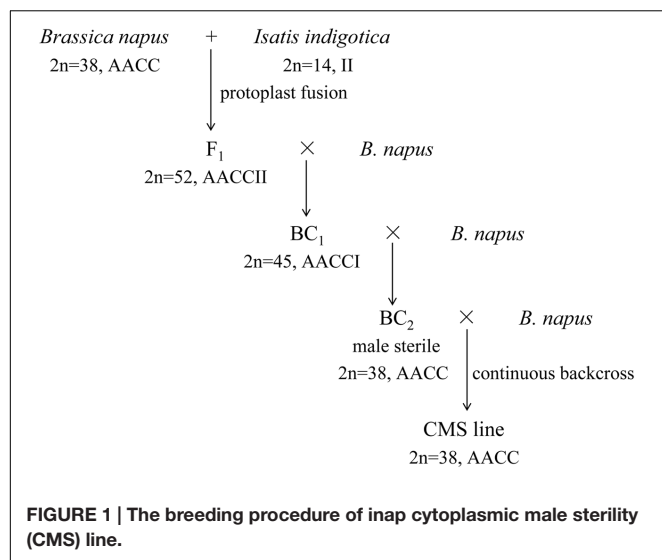 Brassica napus + Isatis indigotica
2n=38, AACC 2n=14, II
protoplast fusion
F₁ × B. napus
2n=52, AACCII
BC₁ × B. napus
2n=45, AACCI
BC₂ × B. napus
male sterile
2n=38, AACC continuous backcross
CMS line
2n=38, AACC
FIGURE 1 | The breeding procedure of inap cytoplasmic male sterility
(CMS) line.